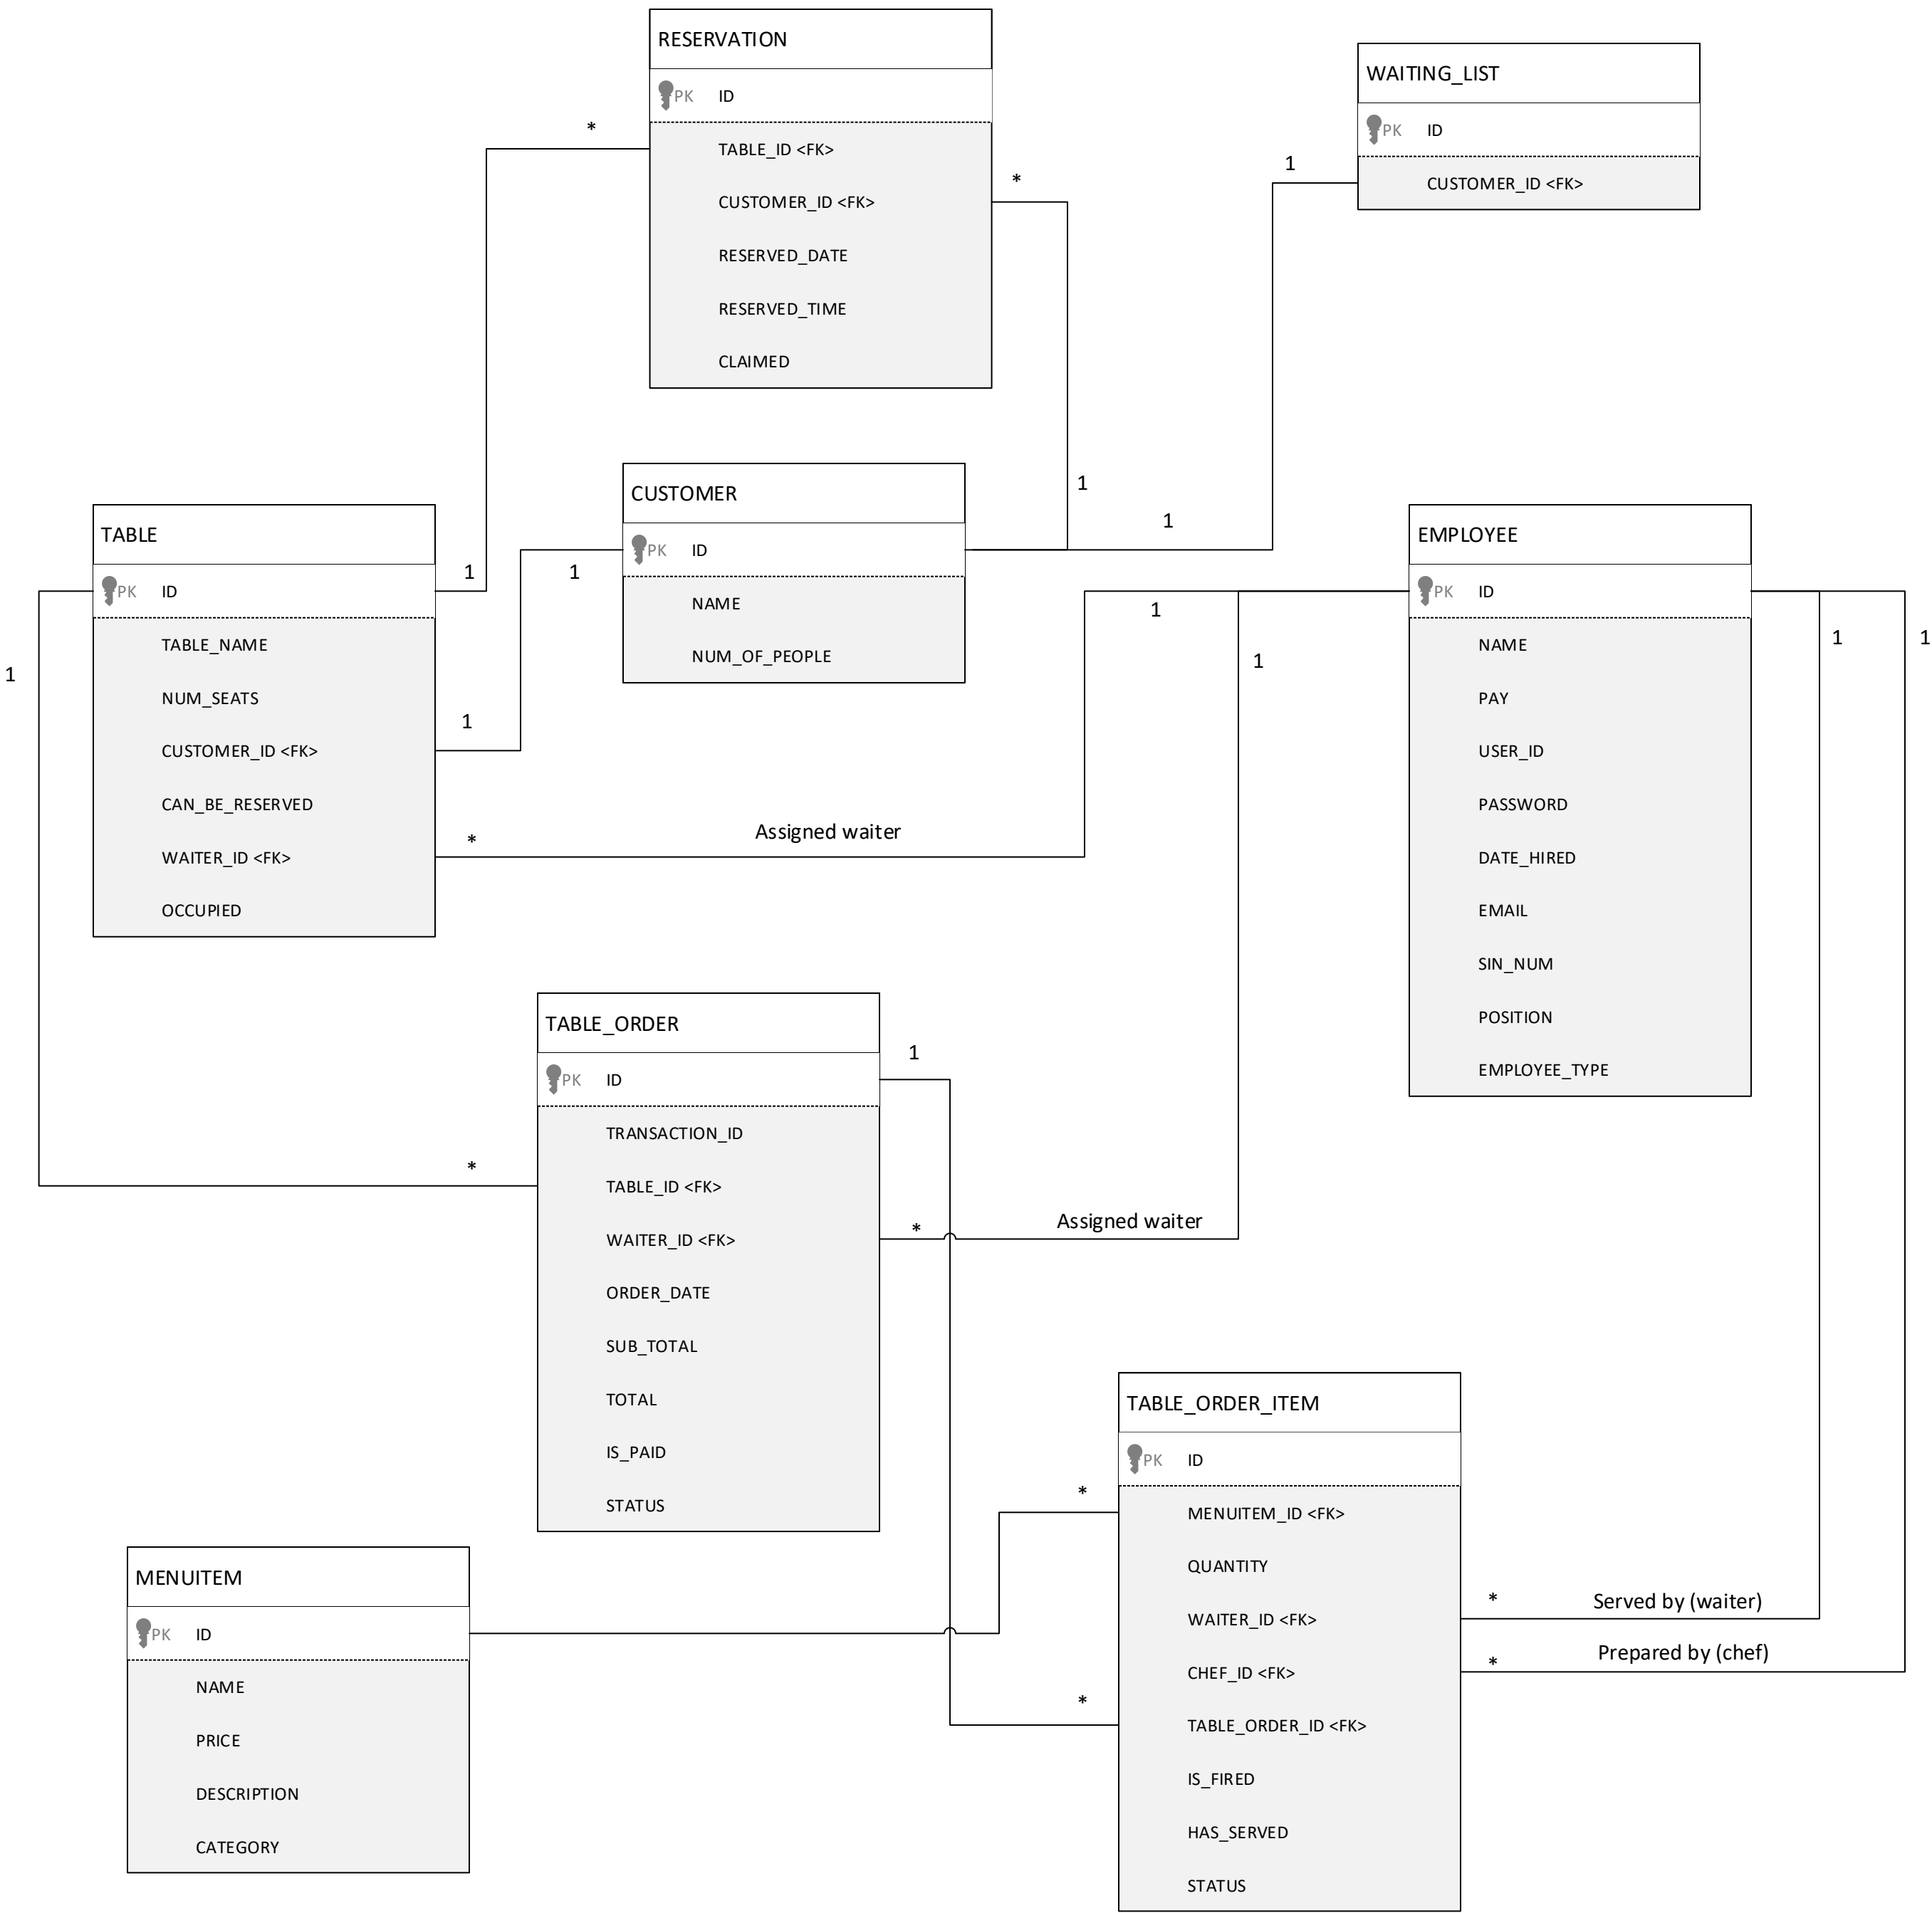 RESERVATION
PK ID
TABLE_ID <FK>
CUSTOMER_ID <FK>
RESERVED_DATE
RESERVED_TIME
CLAIMED
*
*
1
1
WAITING_LIST
PK ID
CUSTOMER_ID <FK>
1
1
CUSTOMER
PK ID
NAME
NUM_OF_PEOPLE
1
1
TABLE
PK ID
TABLE_NAME
NUM_SEATS
CUSTOMER_ID <FK>
CAN_BE_RESERVED
WAITER_ID <FK>
OCCUPIED
1
*
Assigned waiter
1
1
EMPLOYEE
PK ID
NAME
PAY
USER_ID
PASSWORD
DATE_HIRED
EMAIL
SIN_NUM
POSITION
EMPLOYEE_TYPE
1
1
TABLE_ORDER
PK ID
TRANSACTION_ID
TABLE_ID <FK>
WAITER_ID <FK>
ORDER_DATE
SUB_TOTAL
TOTAL
IS_PAID
STATUS
1
*
*
Assigned waiter
MENUITEM
PK ID
NAME
PRICE
DESCRIPTION
CATEGORY
*
*
TABLE_ORDER_ITEM
PK ID
MENUITEM_ID <FK>
QUANTITY
WAITER_ID <FK>
CHEF_ID <FK>
TABLE_ORDER_ID <FK>
IS_FIRED
HAS_SERVED
STATUS
*
Served by (waiter)
*
Prepared by (chef)